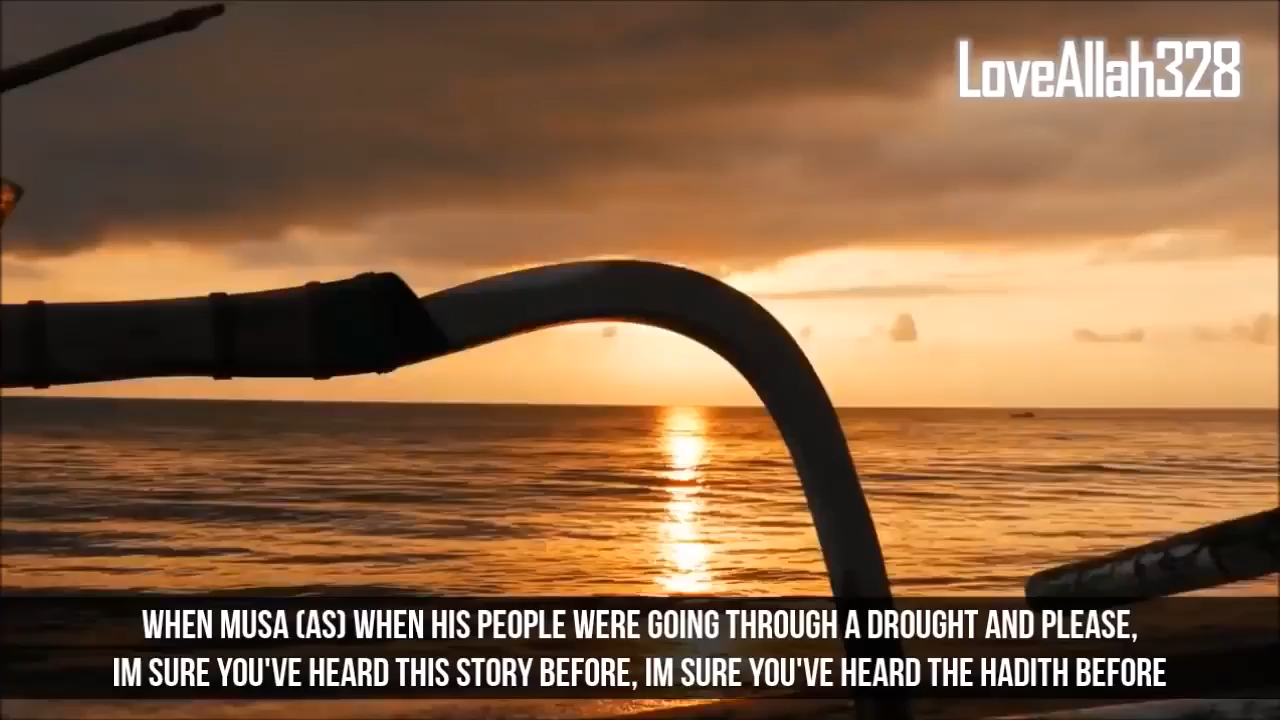 LoveAllah328
WHEN MUSA (AS) WHEN HIS PEOPLE WERE GOING THROUGH A DROUGHT AND PLEASE,
IM SURE YOU'VE HEARD THIS STORY BEFORE, IM SURE YOU'VE HEARD THE HADITH BEFORE